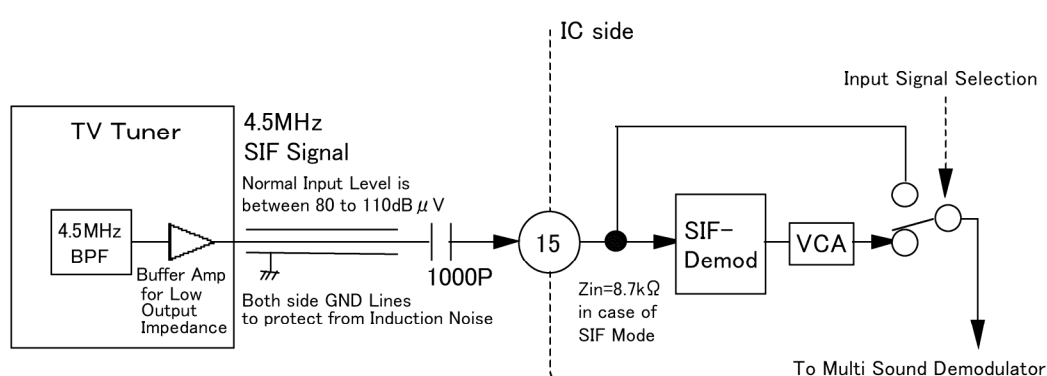 IC side
Input Signal Selection
TV Tuner
4.5MHz
SIF Signal
Normal Input Level is
between 80 to 110dBμV
4.5MHz
BPF
Buffer Amp
for Low
Output
Impedance
Both side GND Lines
to protect from Induction Noise
1000P
15
Zin=8.7kΩ
in case of
SIF Mode
SIF-
Demod
VCA
To Multi Sound Demodulator